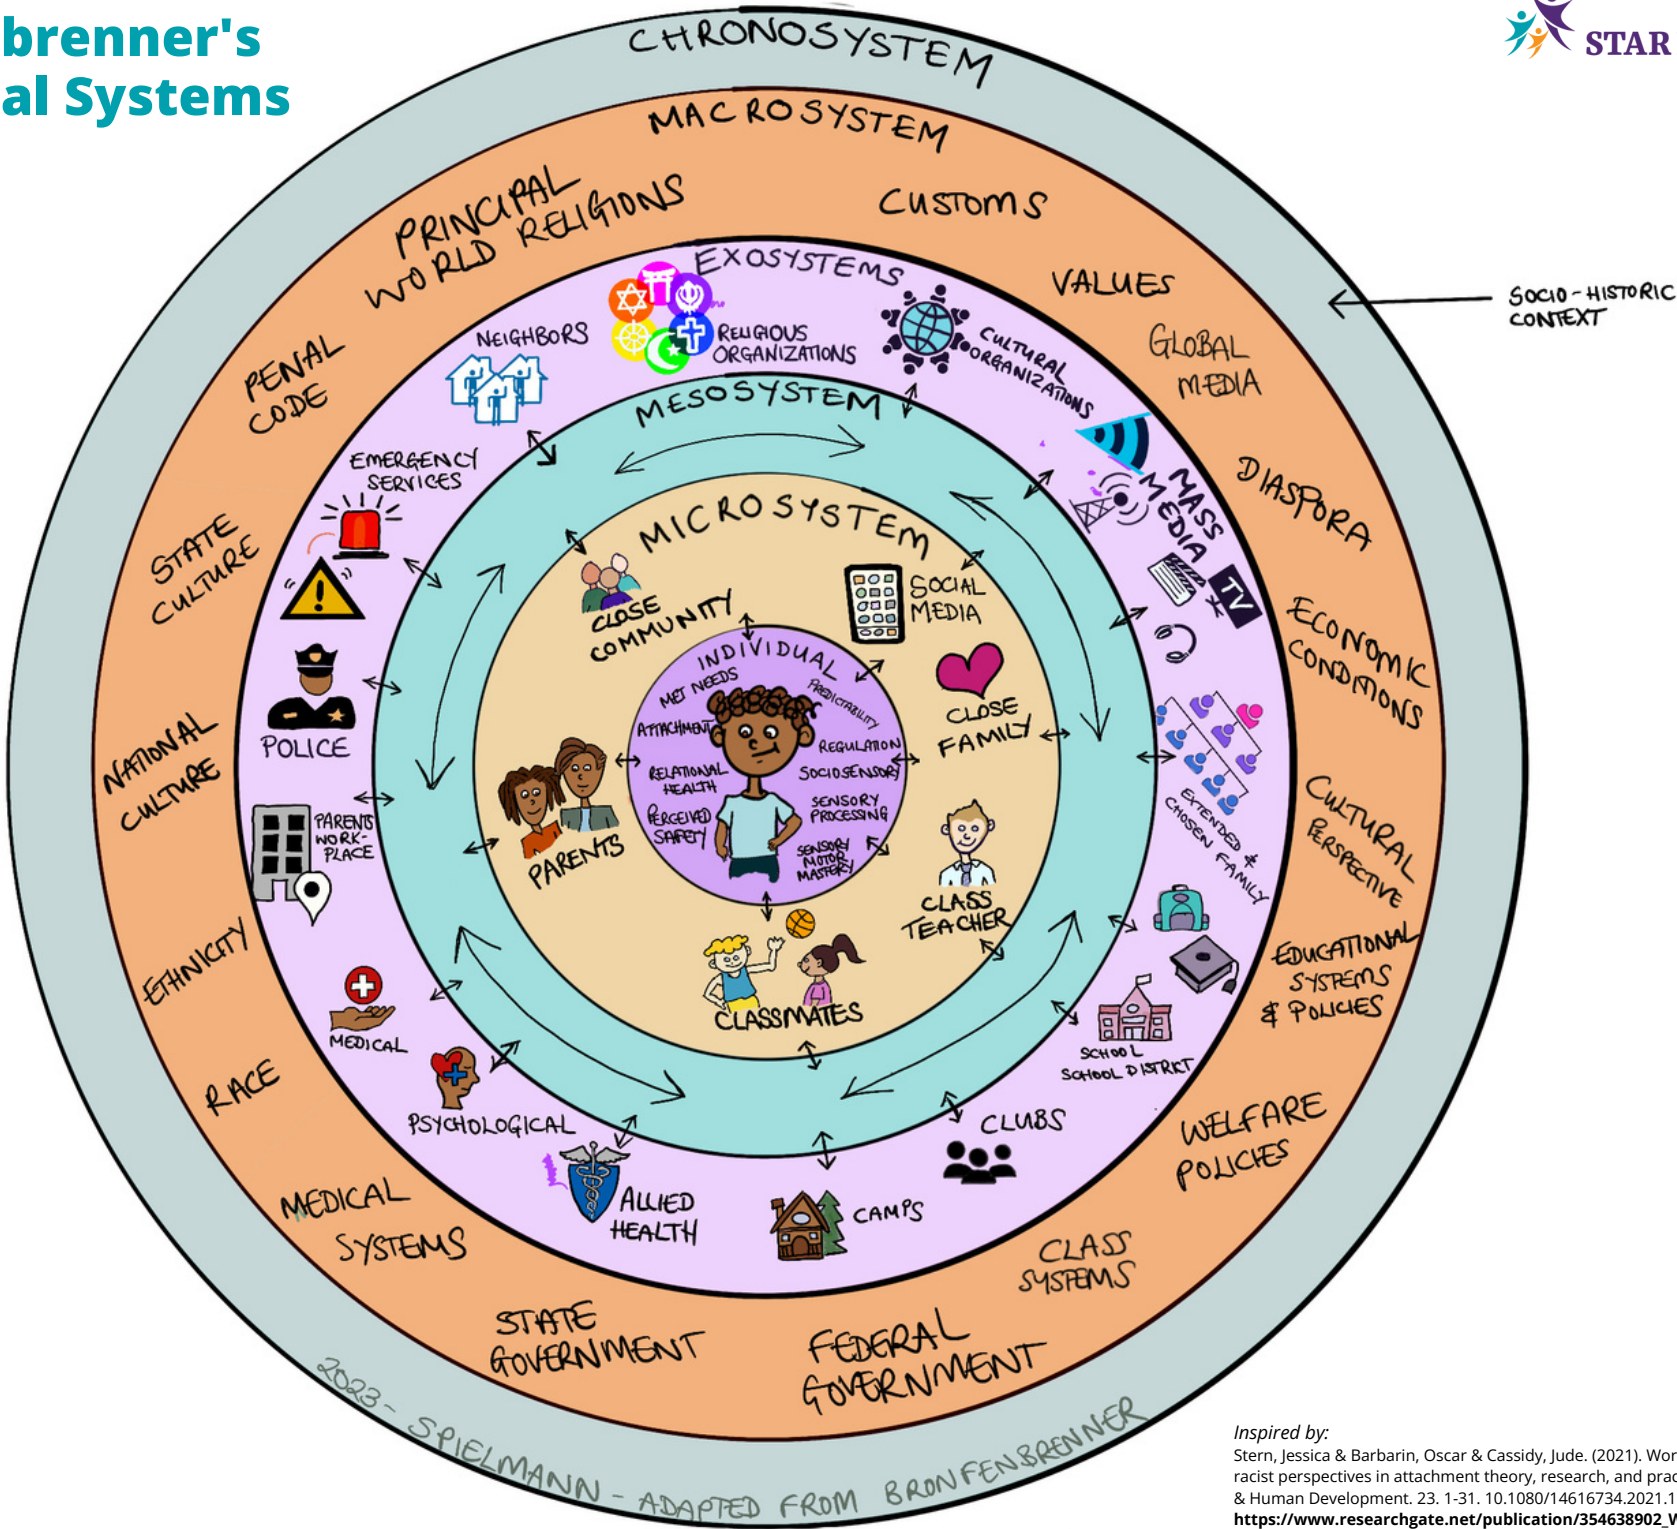 brenner's
al Systems
STAR
CHRONOSYSTEM
MACROSYSTEM
PRINCIPAL
WORLD RELIGIONS
CUSTOMS
VALUES
GLOBAL
MEDIA
DIASPORA
ECONOMIC
CONDITIONS
CULTURAL
PERSPECTIVE
EDUCATIONAL
SYSTEMS
& POLICIES
WELFARE
POLICIES
CLASS
SYSTEMS
FEDERAL
GOVERNMENT
STATE
GOVERNMENT
MEDICAL
SYSTEMS
RACE
ETHNICITY
NATIONAL
CULTURE
STATE
CULTURE
PENAL
CODE
SOCIO-HISTORIC
CONTEXT
EXOSYSTEMS
NEIGHBORS
RELIGIOUS
ORGANIZATIONS
CULTURAL
ORGANIZATIONS
MASS
MEDIA
TV
EXTENDED &
CHOSEN FAMILY
SCHOOL
SCHOOL DISTRICT
CLUBS
CAMPS
ALLIED
HEALTH
PSYCHOLOGICAL
MEDICAL
PARENTS
WORK-
PLACE
POLICE
EMERGENCY
SERVICES
MESOSYSTEM
MICROSYSTEM
CLOSE
COMMUNITY
SOCIAL
MEDIA
CLOSE
FAMILY
CLASS
TEACHER
CLASSMATES
PARENTS
INDIVIDUAL
MET NEEDS
PREDICTABILITY
ATTACHMENT
REGULATION
RELATIONAL
HEALTH
SOCIOSENSORY
PERCEIVED
SAFETY
SENSORY
PROCESSING
SENSORY
MOTOR
MASTERY
2023 - SPIELMANN - ADAPTED FROM BRONFENBRENNER
Inspired by:
Stern, Jessica & Barbarin, Oscar & Cassidy, Jude. (2021). Wor
racist perspectives in attachment theory, research, and prac
& Human Development. 23. 1-31. 10.1080/14616734.2021.1
https://www.researchgate.net/publication/354638902_W